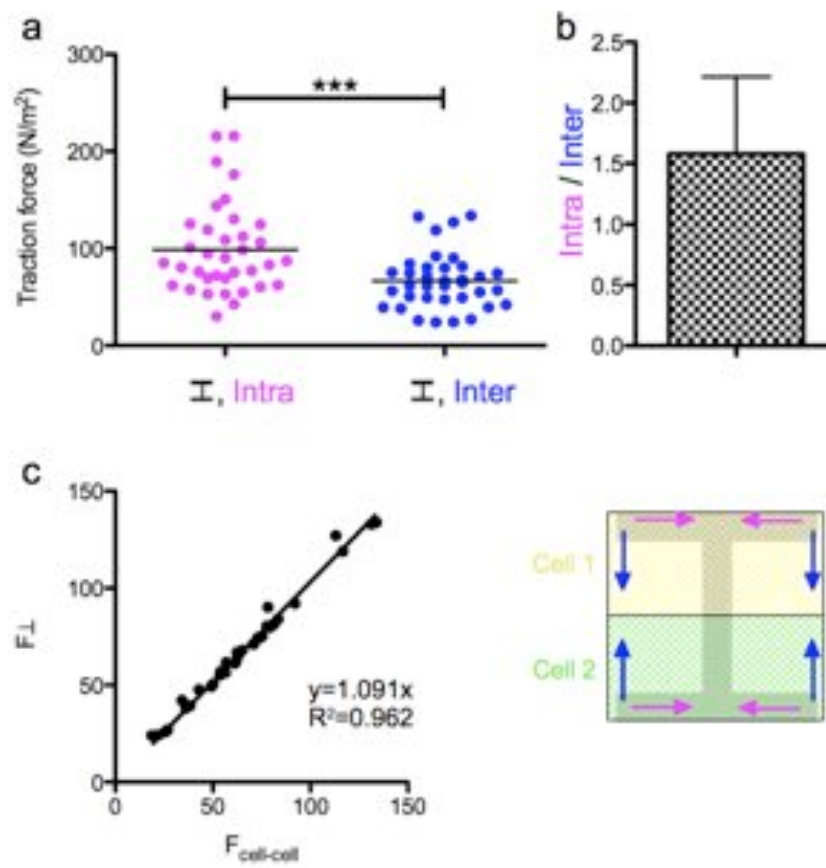 a
Traction force (N/m²)
300
200
100
0
***
工, Intra
工, Inter
b
Intra / Inter
2.5
2.0
1.5
1.0
0.5
0.0
c
F⊥
150
100
50
0
y=1.091x
R²=0.962
0 50 100 150
Fcell-cell
Cell 1
Cell 2